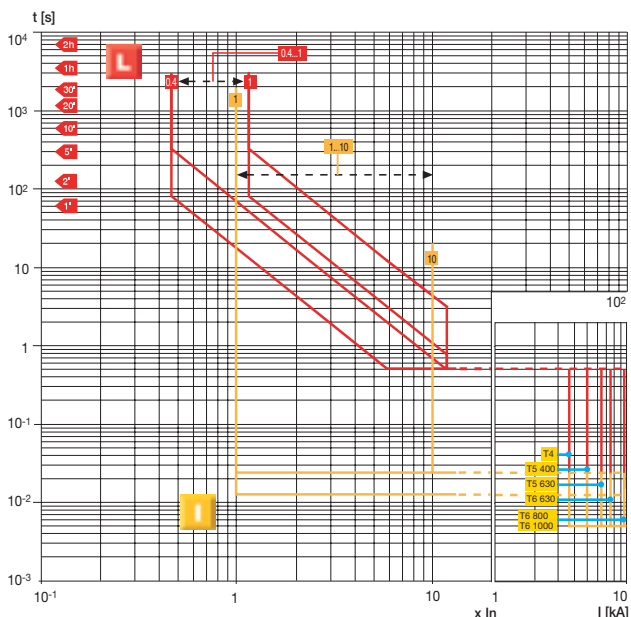 t [s]
10⁴
10³
10²
10
1
10⁻¹
10⁻²
10⁻³
2h
1h
30'
20'
10'
5'
2'
1'
L
0.4
0.4...1
1
1
1...10
10
10²
T4
T5 400
T5 630
T6 630
T6 800
T6 1000
I
10⁻¹
1
10
1
10
x In
I [kA]